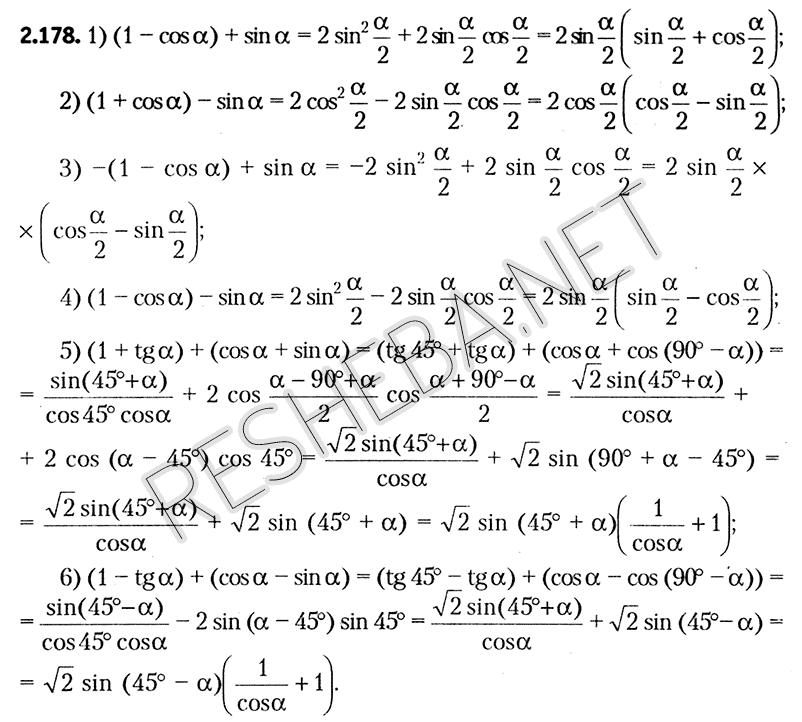 2.178. 1) (1 − cos α) + sin α = 2 sin² α/2 + 2 sin α/2 cos α/2 = 2 sin α/2 (sin α/2 + cos α/2);
2) (1 + cos α) − sin α = 2 cos² α/2 − 2 sin α/2 cos α/2 = 2 cos α/2 (cos α/2 − sin α/2);
3) −(1 − cos α) + sin α = −2 sin² α/2 + 2 sin α/2 cos α/2 = 2 sin α/2 ×
× (cos α/2 − sin α/2);
4) (1 − cos α) − sin α = 2 sin² α/2 − 2 sin α/2 cos α/2 = 2 sin α/2 (sin α/2 − cos α/2);
5) (1 + tg α) + (cos α + sin α) = (tg 45° + tg α) + (cos α + cos (90° − α)) =
= sin(45°+α)/cos 45° cos α + 2 cos (α − 90°+α)/2 cos (α + 90°−α)/2 = √2 sin(45°+α)/cos α +
+ 2 cos (α − 45°) cos 45° = √2 sin(45°+α)/cos α + √2 sin (90° + α − 45°) =
= √2 sin(45°+α)/cos α + √2 sin (45° + α) = √2 sin (45° + α)(1/cos α + 1);
6) (1 − tg α) + (cos α − sin α) = (tg 45° − tg α) + (cos α − cos (90° − α)) =
= sin(45°−α)/cos 45° cos α − 2 sin (α − 45°) sin 45° = √2 sin(45°+α)/cos α + √2 sin (45°− α) =
= √2 sin (45° − α)(1/cos α + 1).
RESHEBA.NET